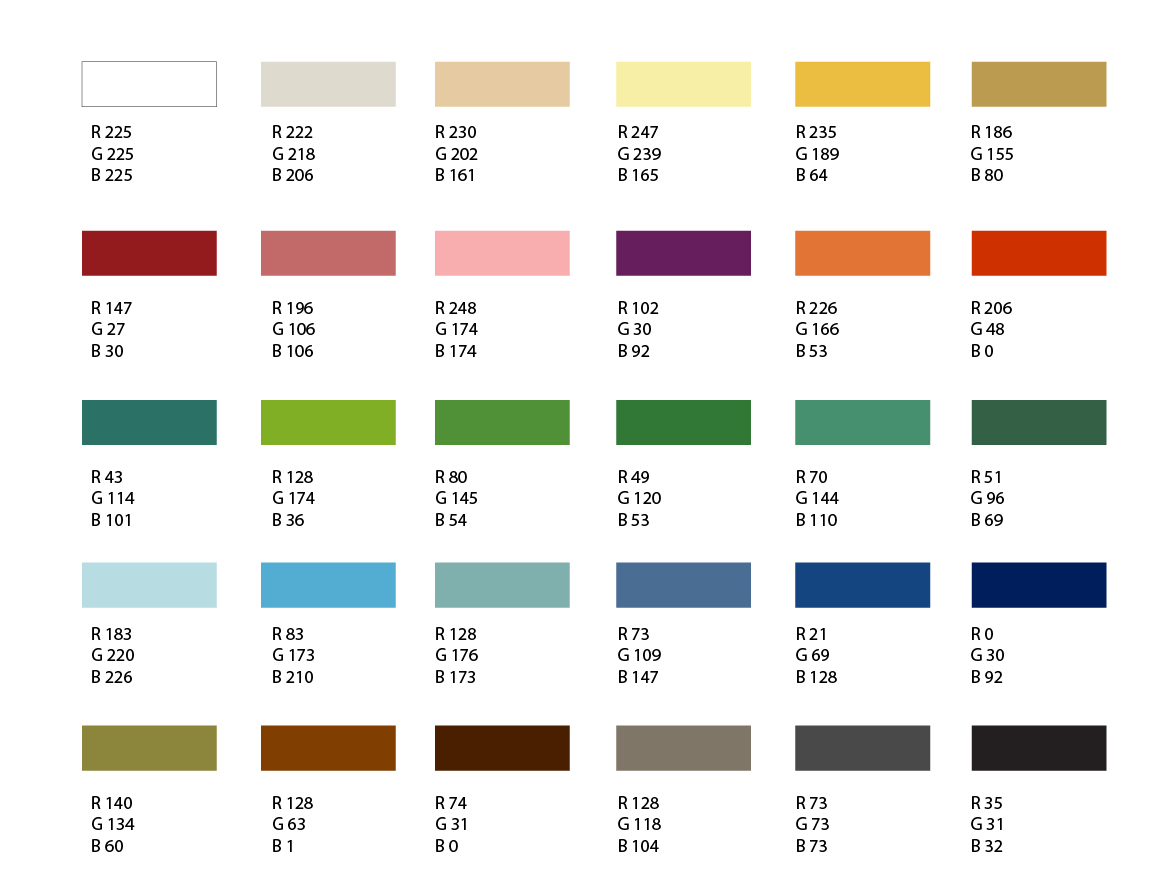 R 225
G 225
B 225
R 222
G 218
B 206
R 230
G 202
B 161
R 247
G 239
B 165
R 235
G 189
B 64
R 186
G 155
B 80
R 147
G 27
B 30
R 196
G 106
B 106
R 248
G 174
B 174
R 102
G 30
B 92
R 226
G 166
B 53
R 206
G 48
B 0
R 43
G 114
B 101
R 128
G 174
B 36
R 80
G 145
B 54
R 49
G 120
B 53
R 70
G 144
B 110
R 51
G 96
B 69
R 183
G 220
B 226
R 83
G 173
B 210
R 128
G 176
B 173
R 73
G 109
B 147
R 21
G 69
B 128
R 0
G 30
B 92
R 140
G 134
B 60
R 128
G 63
B 1
R 74
G 31
B 0
R 128
G 118
B 104
R 73
G 73
B 73
R 35
G 31
B 32